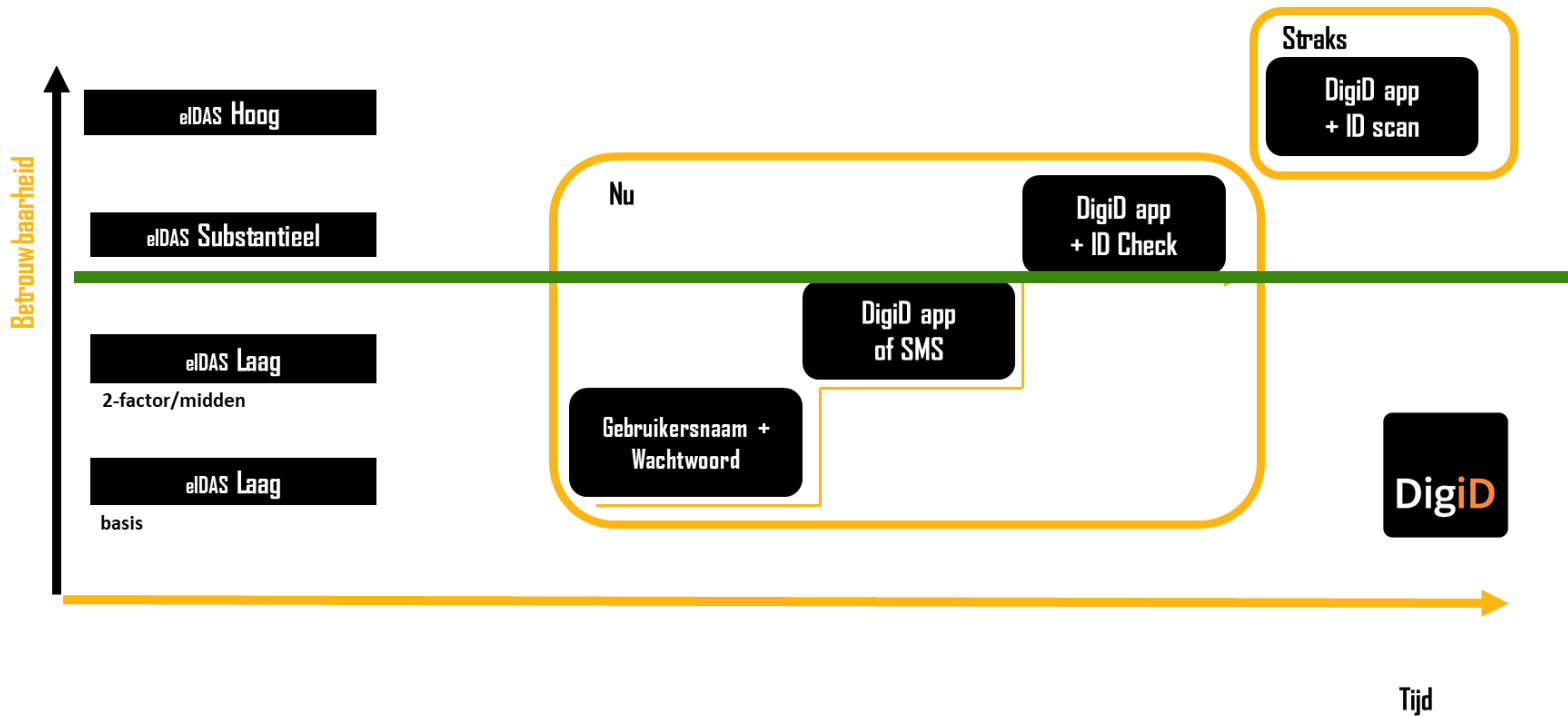 Straks
DigiD app
+ ID scan
eIDAS Hoog
Betrouwbaarheid
Nu
DigiD app
+ ID Check
eIDAS Substantieel
DigiD app
of SMS
eIDAS Laag
2-factor/midden
Gebruikersnaam +
Wachtwoord
eIDAS Laag
basis
DigiD
Tijd